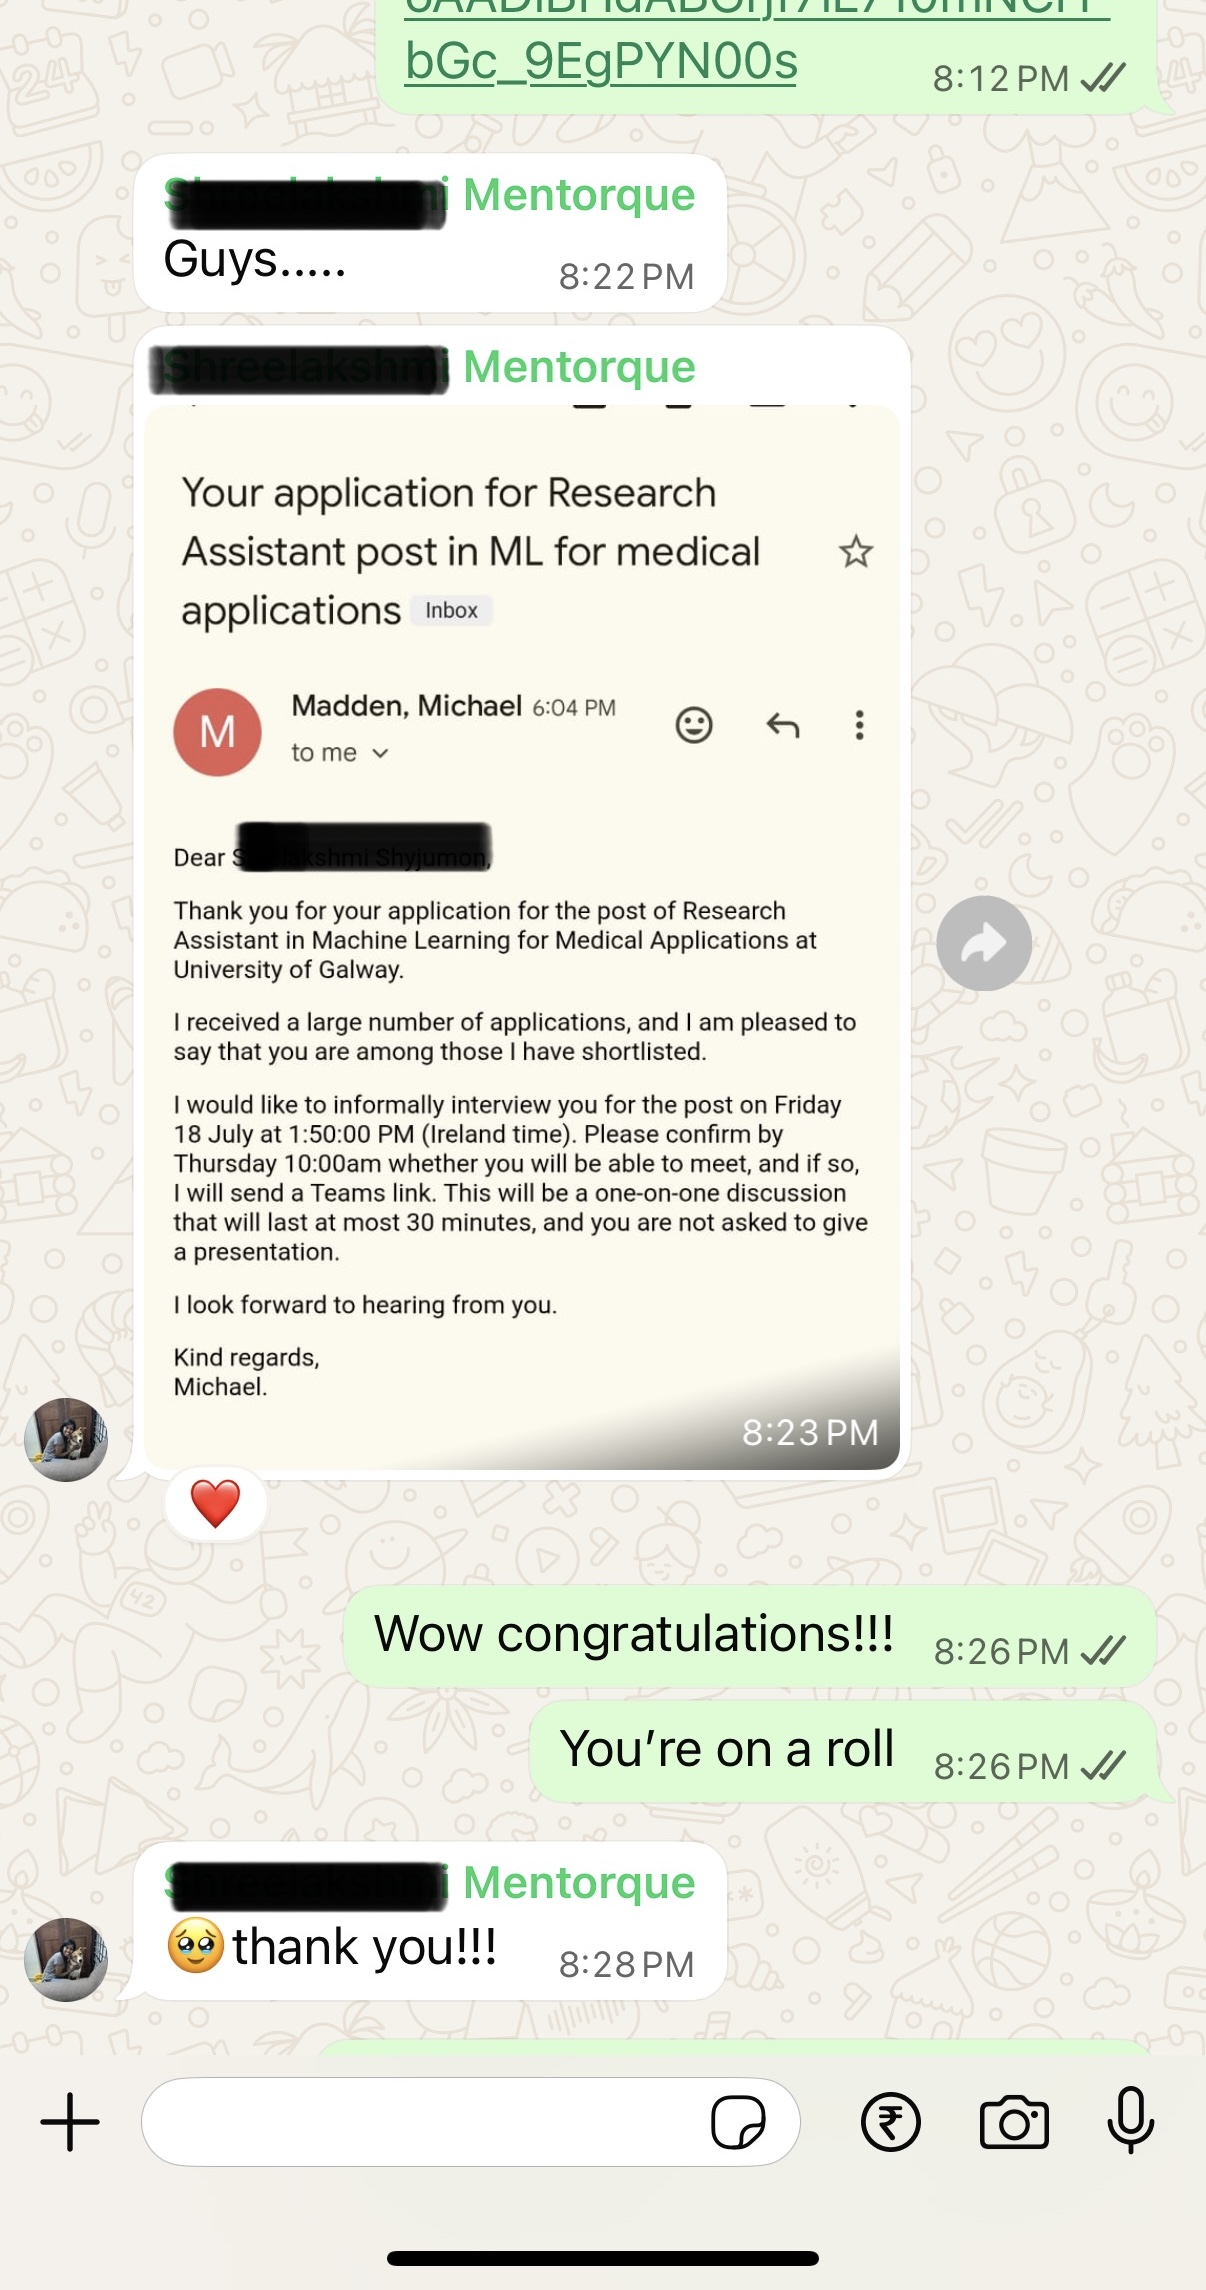 bGc_9EgPYN00s
8:12 PM
Mentorque
Guys.....
8:22 PM
Mentorque
Your application for Research
Assistant post in ML for medical
applications Inbox
M
Madden, Michael 6:04 PM
to me
Dear
Thank you for your application for the post of Research
Assistant in Machine Learning for Medical Applications at
University of Galway.
I received a large number of applications, and I am pleased to
say that you are among those I have shortlisted.
I would like to informally interview you for the post on Friday
18 July at 1:50:00 PM (Ireland time). Please confirm by
Thursday 10:00am whether you will be able to meet, and if so,
I will send a Teams link. This will be a one-on-one discussion
that will last at most 30 minutes, and you are not asked to give
a presentation.
I look forward to hearing from you.
Kind regards,
Michael.
8:23 PM
❤️
Wow congratulations!!! 8:26 PM
You’re on a roll 8:26 PM
Mentorque
🥹thank you!!! 8:28 PM
₹